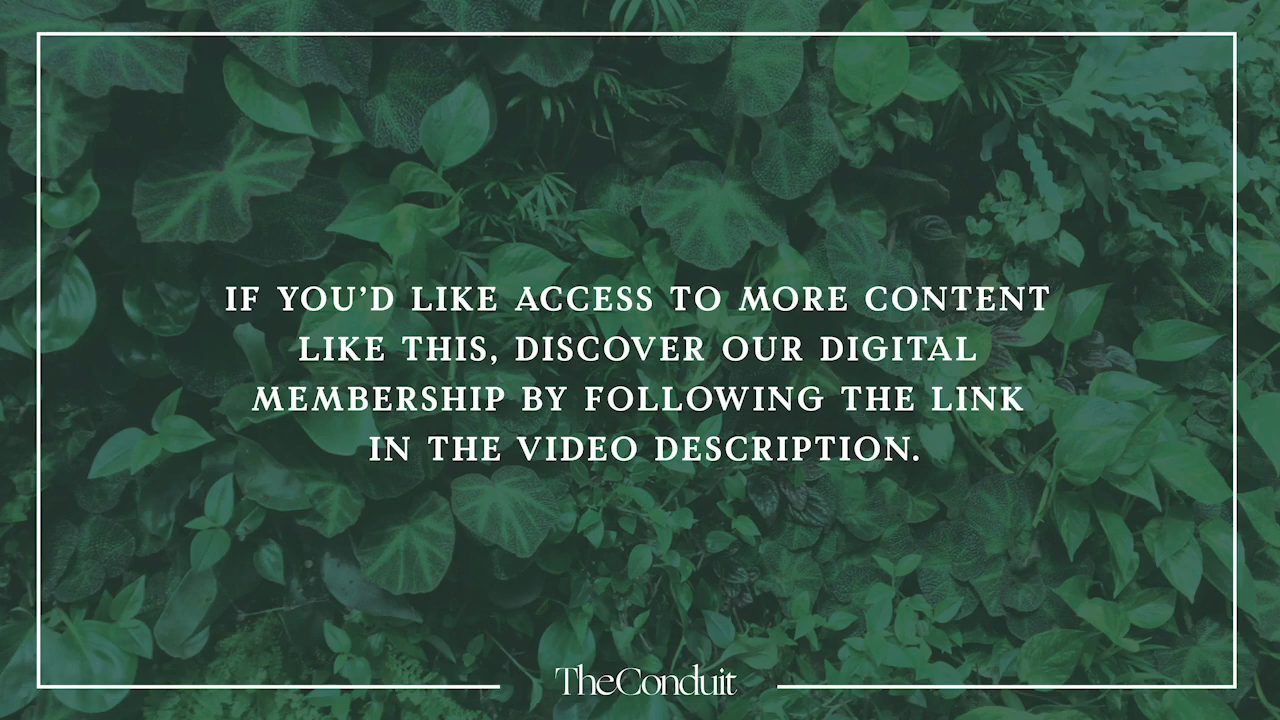 IF YOU'D LIKE ACCESS TO MORE CONTENT
LIKE THIS, DISCOVER OUR DIGITAL
MEMBERSHIP BY FOLLOWING THE LINK
IN THE VIDEO DESCRIPTION.
TheConduit